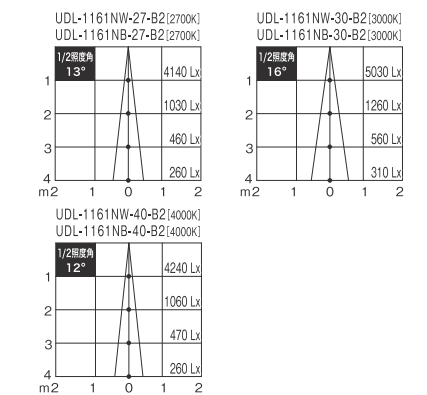 UDL-1161NW-27-B2[2700K]
UDL-1161NB-27-B2[2700K]
1/2照度角
13°
4140 Lx
1
1030 Lx
2
460 Lx
3
260 Lx
4
m2 1 0 1 2
UDL-1161NW-30-B2[3000K]
UDL-1161NB-30-B2[3000K]
1/2照度角
16°
5030 Lx
1
1260 Lx
2
560 Lx
3
310 Lx
4
m2 1 0 1 2
UDL-1161NW-40-B2[4000K]
UDL-1161NB-40-B2[4000K]
1/2照度角
12°
4240 Lx
1
1060 Lx
2
470 Lx
3
260 Lx
4
m2 1 0 1 2